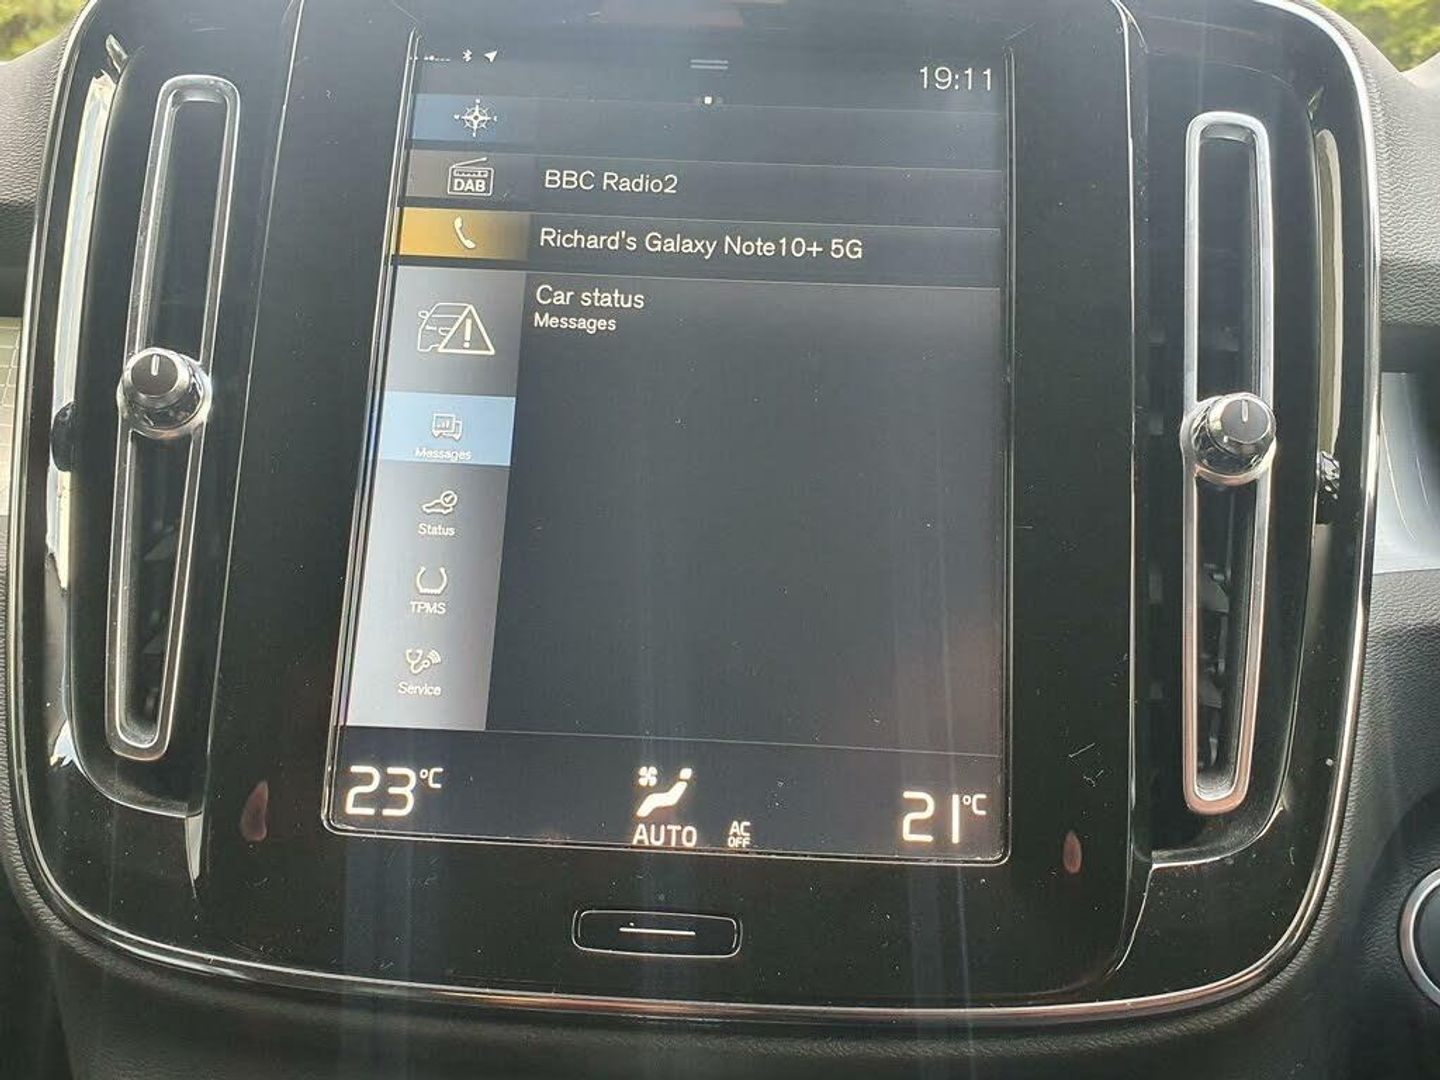 19:11
DAB
BBC Radio2
Richard's Galaxy Note10+ 5G
Car status
Messages
Messages
Status
TPMS
Service
23°C
AUTO
AC
OFF
21°C